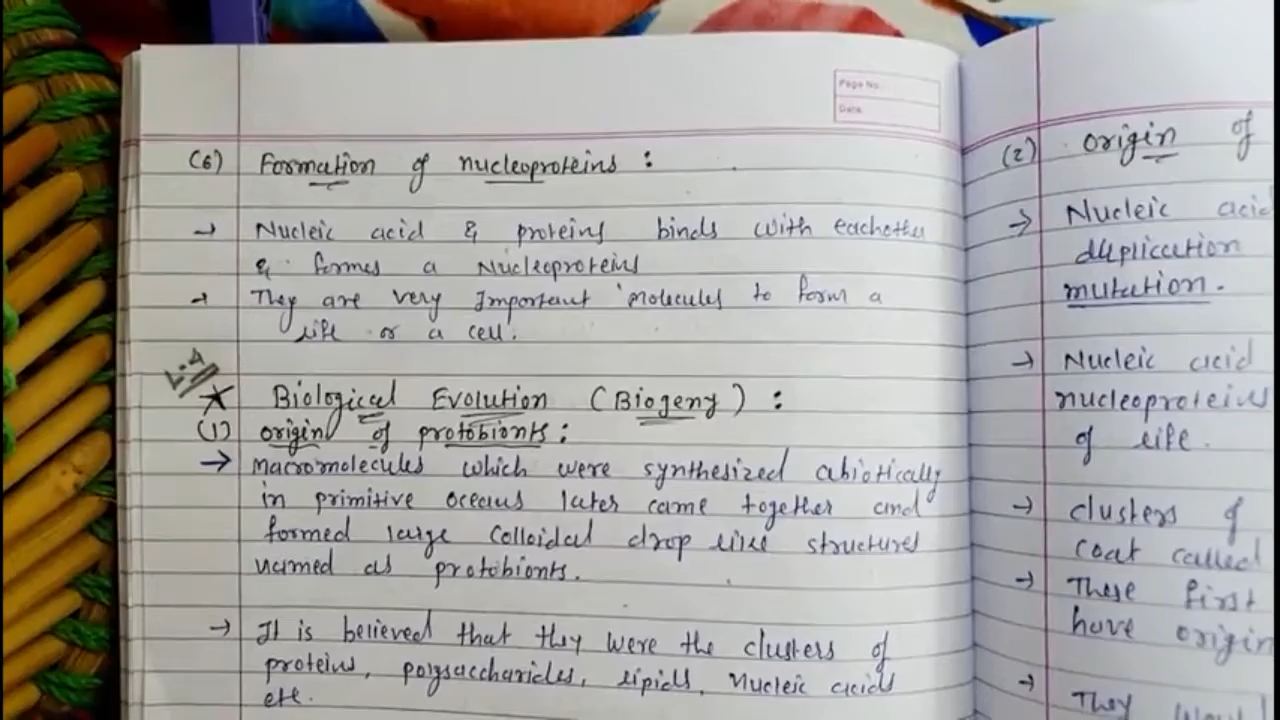 Page No.
Date
(6) Formation of nucleoproteins :
→ Nucleic acid & proteins binds with eachother
& formes a Nucleoproteins
→ They are very Important molecules to form a
life or a cell.
L-4
Biological Evolution (Biogeny) :
(1) origin of protobionts :
→ Macromolecules which were synthesized abiotically
in primitive oceans later came together and
formed large Colloidal drop like structures
named as protobionts.
→ It is believed that they were the clusters of
proteins, polysaccharides, lipids, Nucleic acids
etc.
(2) origin of
→ Nucleic acid
duplication
mutation.
→ Nucleic acid
nucleoproteins
of life.
→ clusters of
coat called
→ These first
have origin
→ They